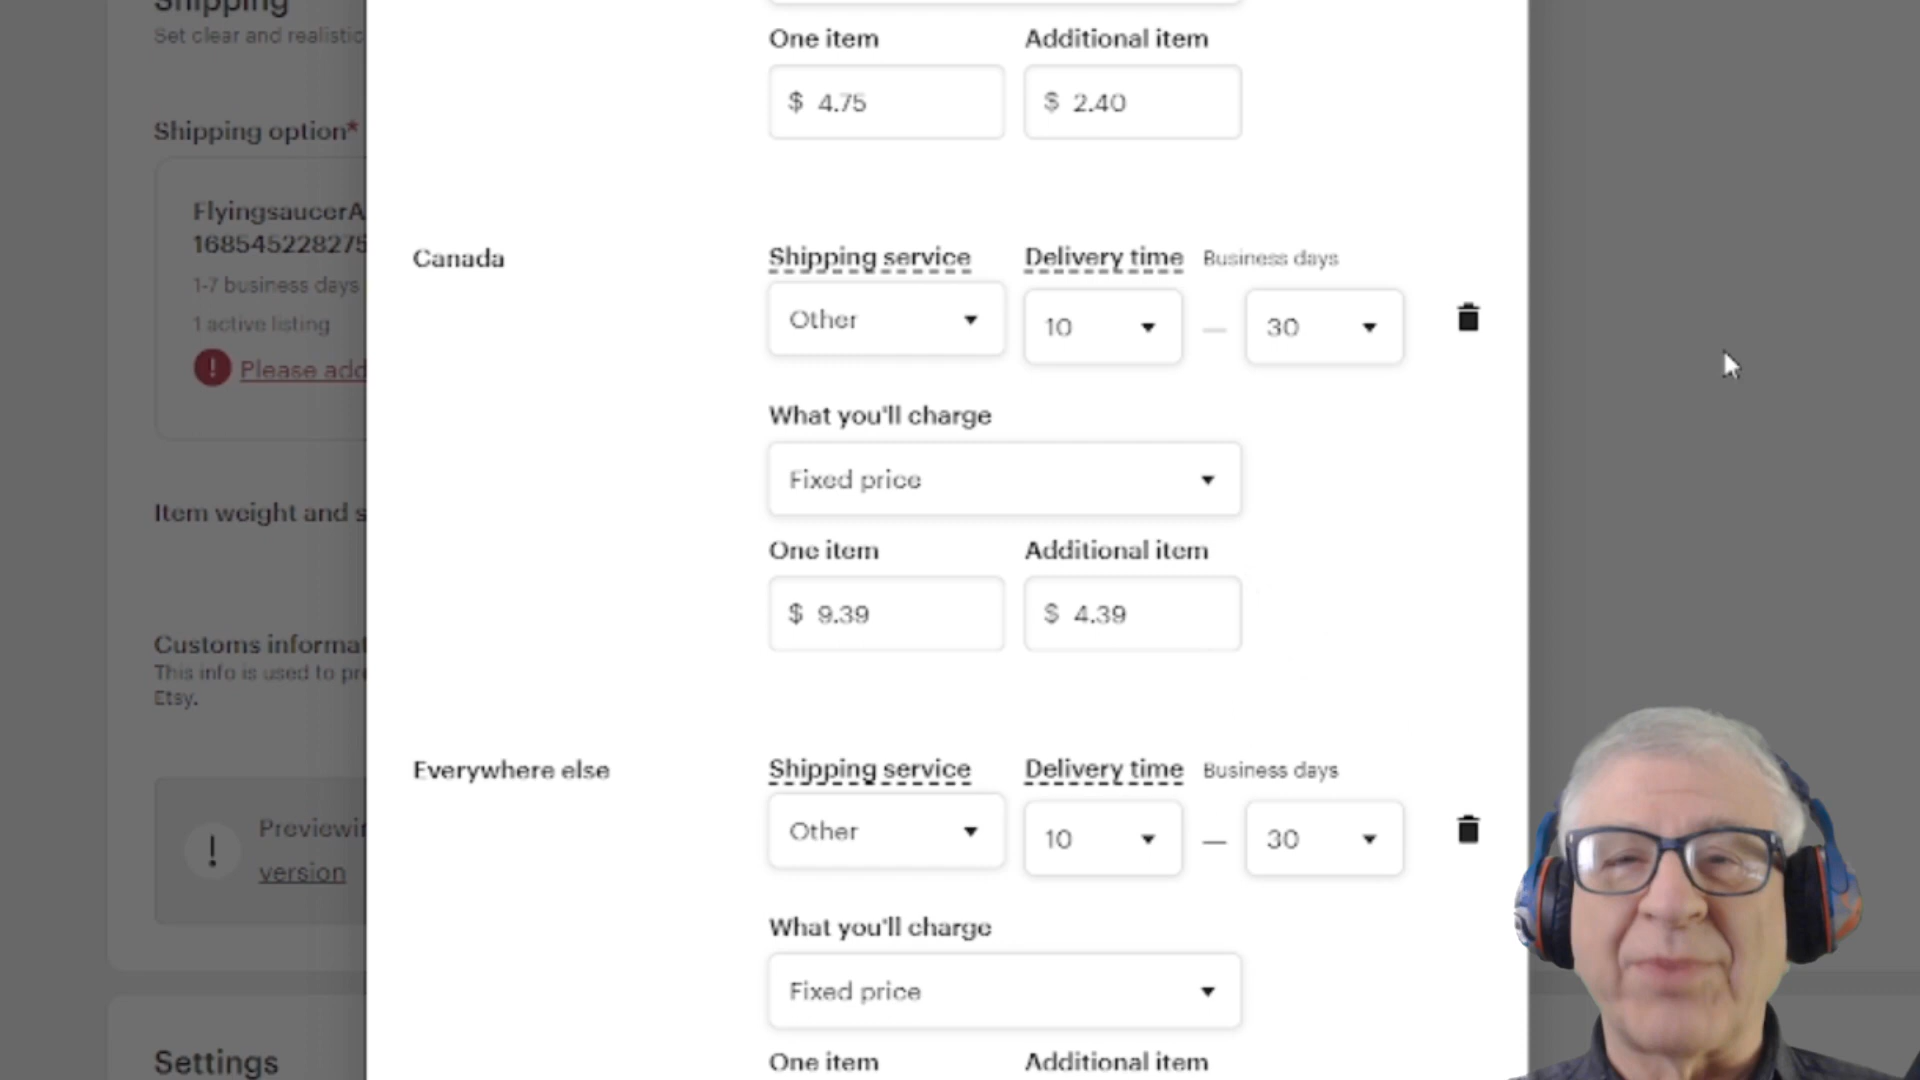 Shipping
Set clear and realistic
Shipping option*
FlyingsaucerA
168545228275
1-7 business days
1 active listing
! Please add
Item weight and s
Customs informat
This info is used to pre
Etsy.
! Previewin
version
Settings
One item Additional item
$ 4.75 $ 2.40
Canada Shipping service Delivery time Business days
Other 10 — 30
What you'll charge
Fixed price
One item Additional item
$ 9.39 $ 4.39
Everywhere else Shipping service Delivery time Business days
Other 10 — 30
What you'll charge
Fixed price
One item Additional item